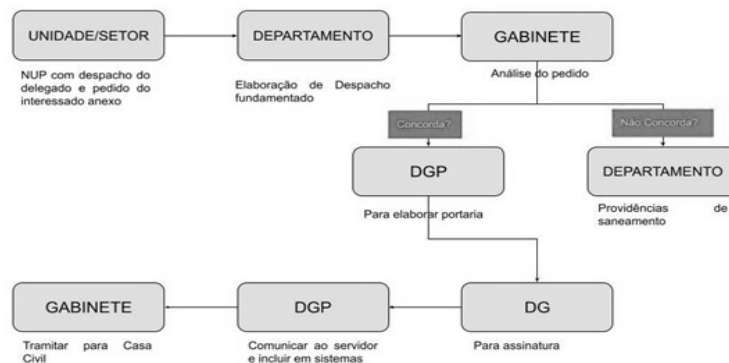 UNIDADE/SETOR
NUP com despacho do
delegado e pedido do
interessado anexo
DEPARTAMENTO
Elaboração de Despacho
fundamentado
GABINETE
Análise do pedido
Concorda?
Não Concorda?
DGP
Para elaborar portaria
DEPARTAMENTO
Providências de
saneamento
GABINETE
Tramitar para Casa
Civil
DGP
Comunicar ao servidor
e incluir em sistemas
DG
Para assinatura